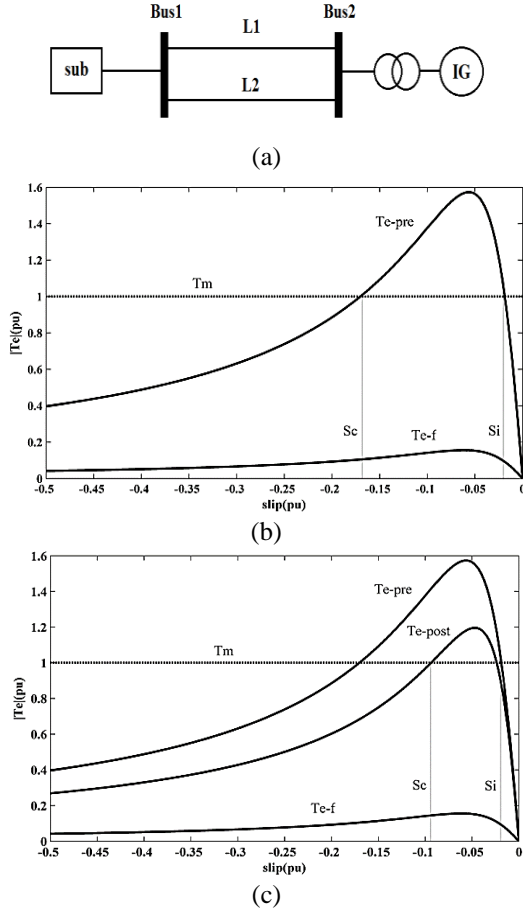 Bus1
Bus2
L1
sub
L2
IG
(a)
1.6
1.4
1.2
1
0.8
0.6
0.4
0.2
0
|Te|(pu)
Te-pre
Tm
Sc
Te-f
Si
-0.5
-0.45
-0.4
-0.35
-0.3
-0.25
-0.2
-0.15
-0.1
-0.05
0
slip(pu)
(b)
1.6
1.4
1.2
1
0.8
0.6
0.4
0.2
0
|Te|(pu)
Te-pre
Te-post
Tm
Sc
Si
Te-f
-0.5
-0.45
-0.4
-0.35
-0.3
-0.25
-0.2
-0.15
-0.1
-0.05
0
slip(pu)
(c)